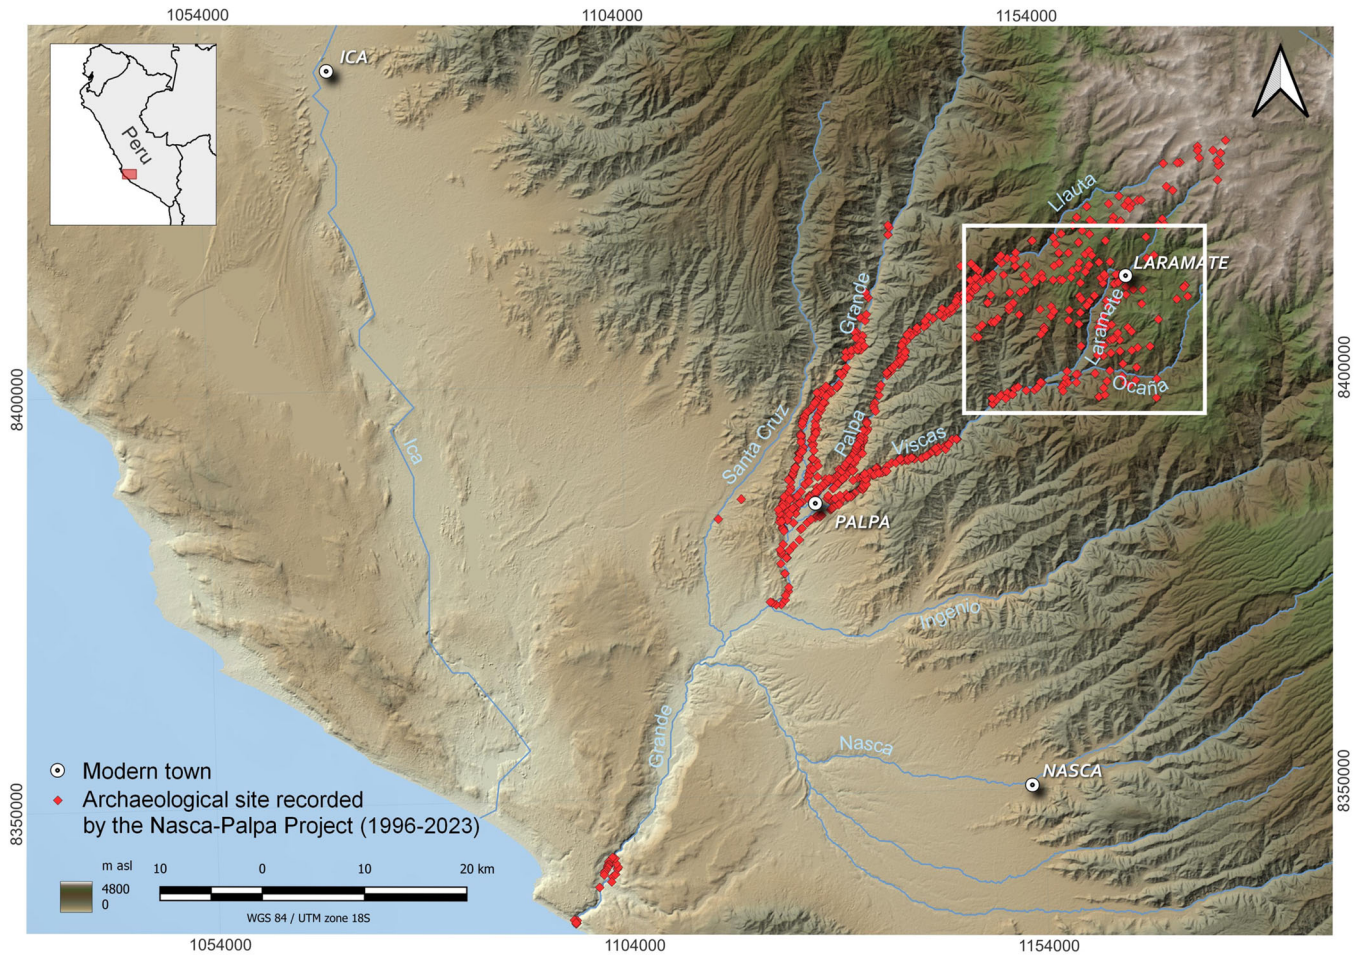 1054000
1104000
1154000
ICA
Peru
Llauta
LARAMATE
Grande
Laramate
8400000
8400000
Ocaña
Santa Cruz
Palpa
Viscas
Ica
PALPA
Ingenio
Grande
Nasca
NASCA
Modern town
Archaeological site recorded
by the Nasca-Palpa Project (1996-2023)
8350000
8350000
m asl
4800
0
10 0 10 20 km
WGS 84 / UTM zone 18S
1054000
1104000
1154000